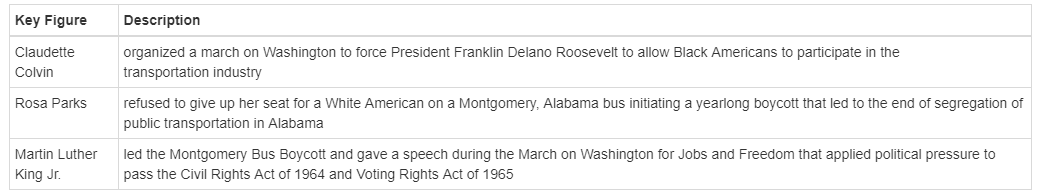 Key Figure Description
Claudette organized a march on Washington to force President Franklin Delano Roosevelt to allow Black Americans to participate in the
Colvin transportation industry
Rosa Parks refused to give up her seat for a White American on a Montgomery, Alabama bus initiating a yearlong boycott that led to the end of segregation of
public transportation in Alabama
Martin Luther led the Montgomery Bus Boycott and gave a speech during the March on Washington for Jobs and Freedom that applied political pressure to
King Jr. pass the Civil Rights Act of 1964 and Voting Rights Act of 1965